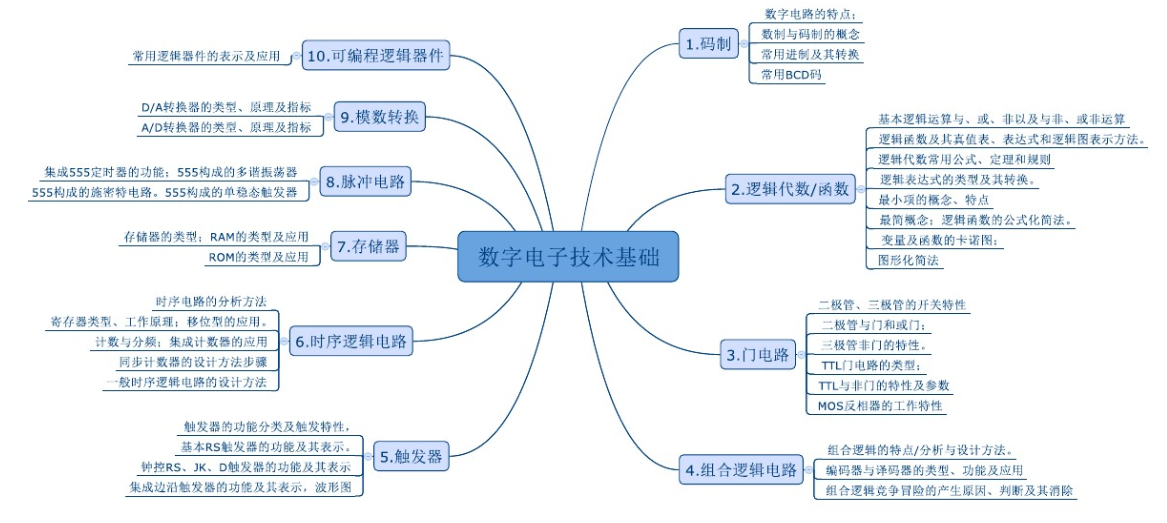 数字电子技术基础
1.码制
数字电路的特点;
数制与码制的概念
常用进制及其转换
常用BCD码
2.逻辑代数/函数
基本逻辑运算与、或、非以及与非、或非运算
逻辑函数及其真值表、表达式和逻辑图表示方法。
逻辑代数常用公式、定理和规则
逻辑表达式的类型及其转换。
最小项的概念、特点
最简概念; 逻辑函数的公式化简法。
变量及函数的卡诺图;
图形化简法
3.门电路
二极管、三极管的开关特性
二极管与门和或门;
三极管非门的特性。
TTL门电路的类型;
TTL与非门的特性及参数
MOS反相器的工作特性
4.组合逻辑电路
组合逻辑的特点/分析与设计方法。
编码器与译码器的类型、功能及应用
组合逻辑竞争冒险的产生原因、判断及其消除
5.触发器
触发器的功能分类及触发特性,
基本RS触发器的功能及其表示。
钟控RS、JK、D触发器的功能及其表示
集成边沿触发器的功能及其表示, 波形图
6.时序逻辑电路
时序电路的分析方法
寄存器类型、工作原理; 移位型的应用。
计数与分频; 集成计数器的应用
同步计数器的设计方法步骤
一般时序逻辑电路的设计方法
7.存储器
存储器的类型; RAM的类型及应用
ROM的类型及应用
8.脉冲电路
集成555定时器的功能; 555构成的多谐振荡器
555构成的施密特电路。555构成的单稳态触发器
9.模数转换
D/A转换器的类型、原理及指标
A/D转换器的类型、原理及指标
10.可编程逻辑器件
常用逻辑器件的表示及应用